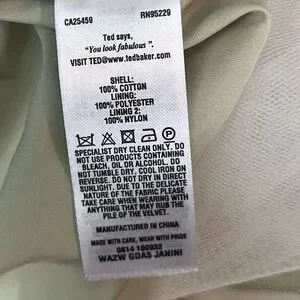 CA25459 RN95229
Ted says,
"You look fabulous".
VISIT TED@www.tedbaker.com
SHELL:
100% COTTON
LINING:
100% POLYESTER
LINING 2:
100% NYLON
SPECIALIST DRY CLEAN ONLY. DO
NOT USE PRODUCTS CONTAINING
BLEACH, OIL OR ALCOHOL. DO
NOT TUMBLE DRY. COOL IRON ON
REVERSE. DO NOT DRY IN DIRECT
SUNLIGHT. DUE TO THE DELICATE
NATURE OF THE FABRIC PLEASE
TAKE CARE WHEN WEARING WITH
ANYTHING THAT MAY RUB THE
PILE OF THE VELVET.
MADE IN CHINA
MADE WITH CARE, WEAR WITH PRIDE
0614 100932
WA2W GDA5 JANINI